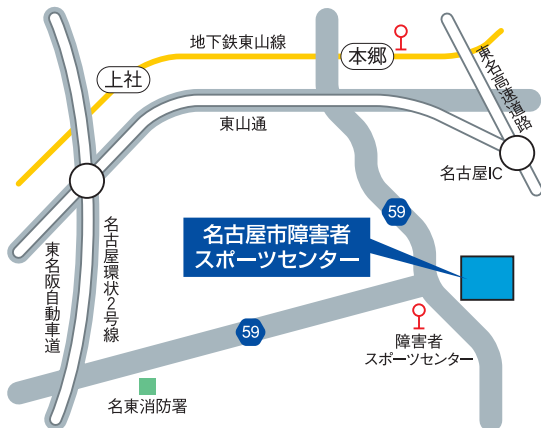 地下鉄東山線
本郷
上社
東名高速道路
東山通
名古屋IC
59
名古屋市障害者
スポーツセンター
名古屋環状2号線
東名阪自動車道
59
障害者
スポーツセンター
名東消防署